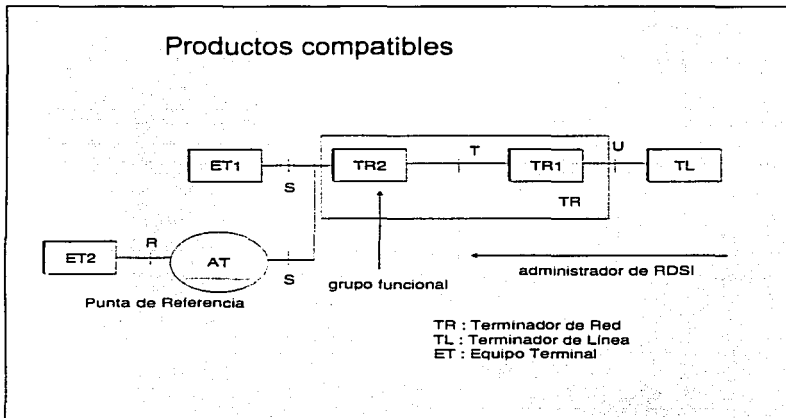 Productos compatibles
ET1
S
TR2
T
TR1
U
TL
TR
ET2
R
AT
S
Punta de Referencia
grupo funcional
administrador de RDSI
TR : Terminador de Red
TL : Terminador de Línea
ET : Equipo Terminal